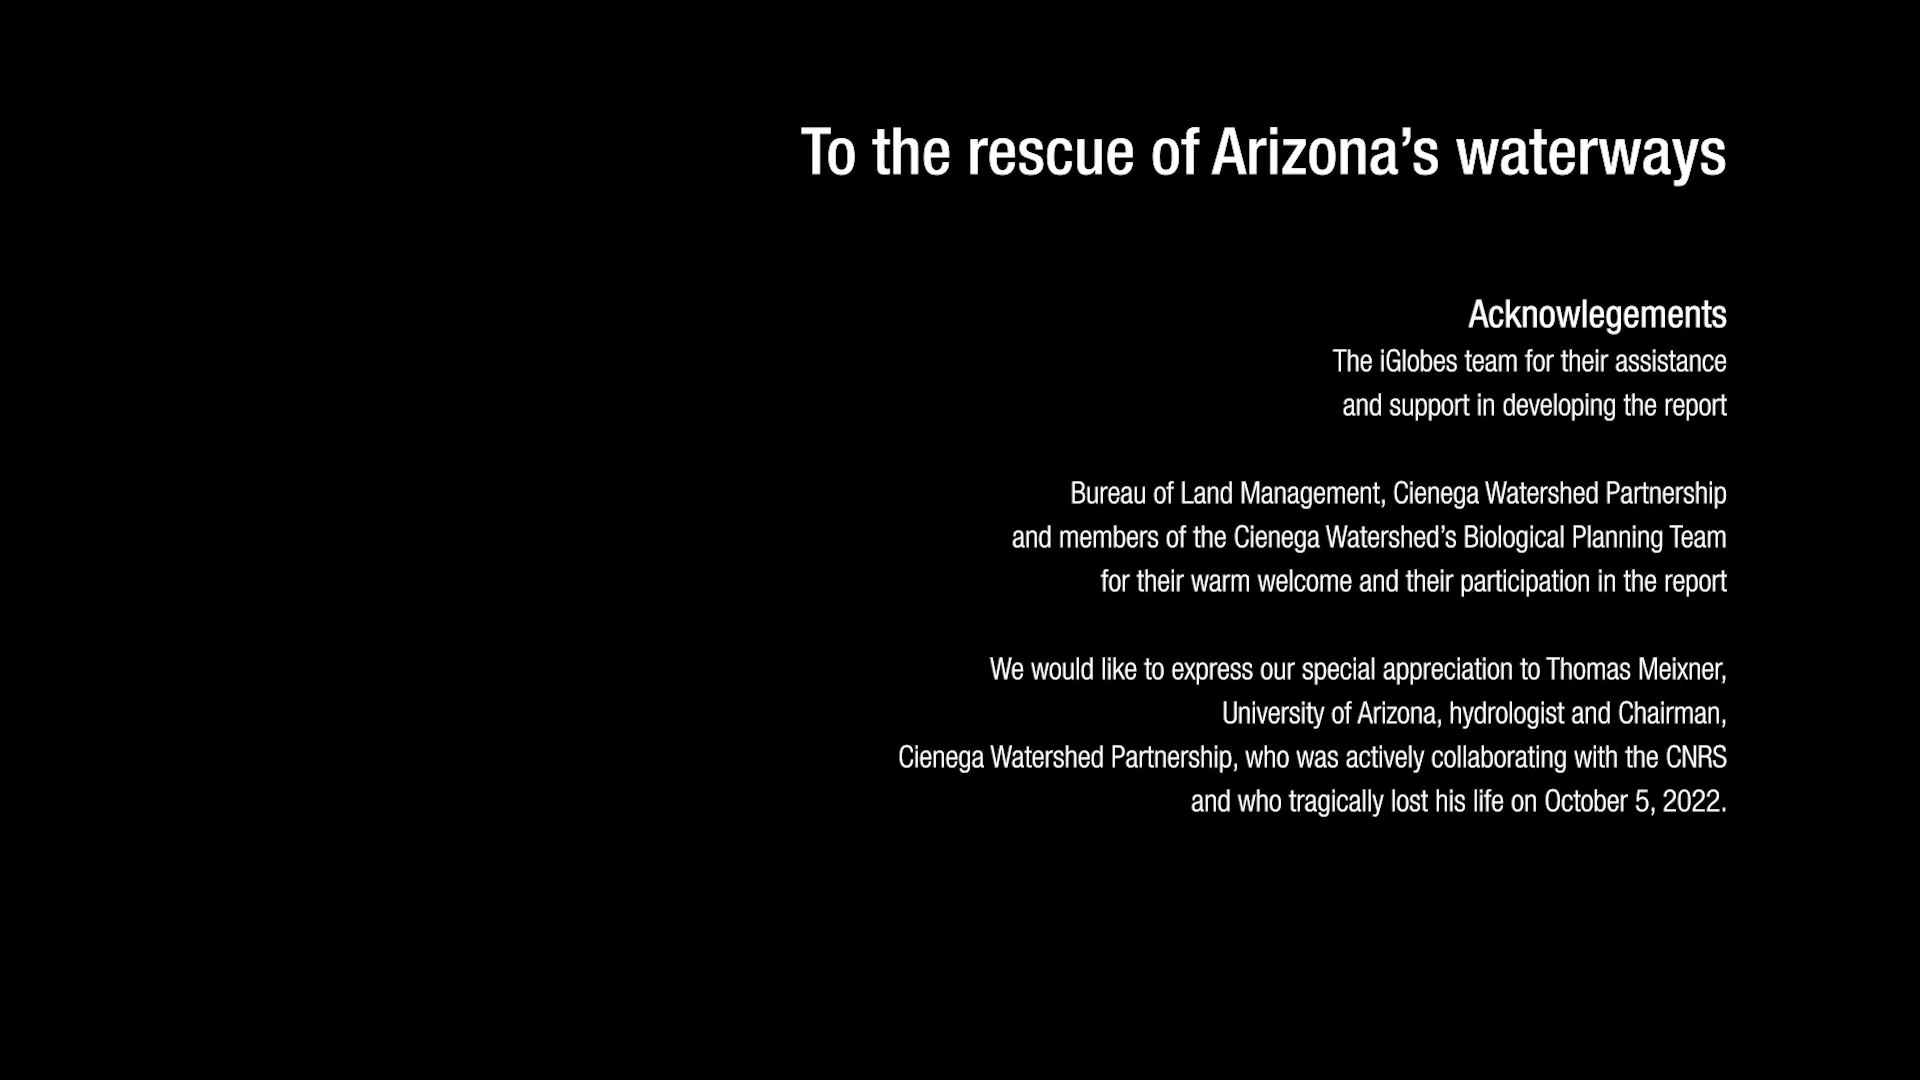 To the rescue of Arizona’s waterways
Acknowlegements
The iGlobes team for their assistance
and support in developing the report
Bureau of Land Management, Cienega Watershed Partnership
and members of the Cienega Watershed’s Biological Planning Team
for their warm welcome and their participation in the report
We would like to express our special appreciation to Thomas Meixner,
University of Arizona, hydrologist and Chairman,
Cienega Watershed Partnership, who was actively collaborating with the CNRS
and who tragically lost his life on October 5, 2022.